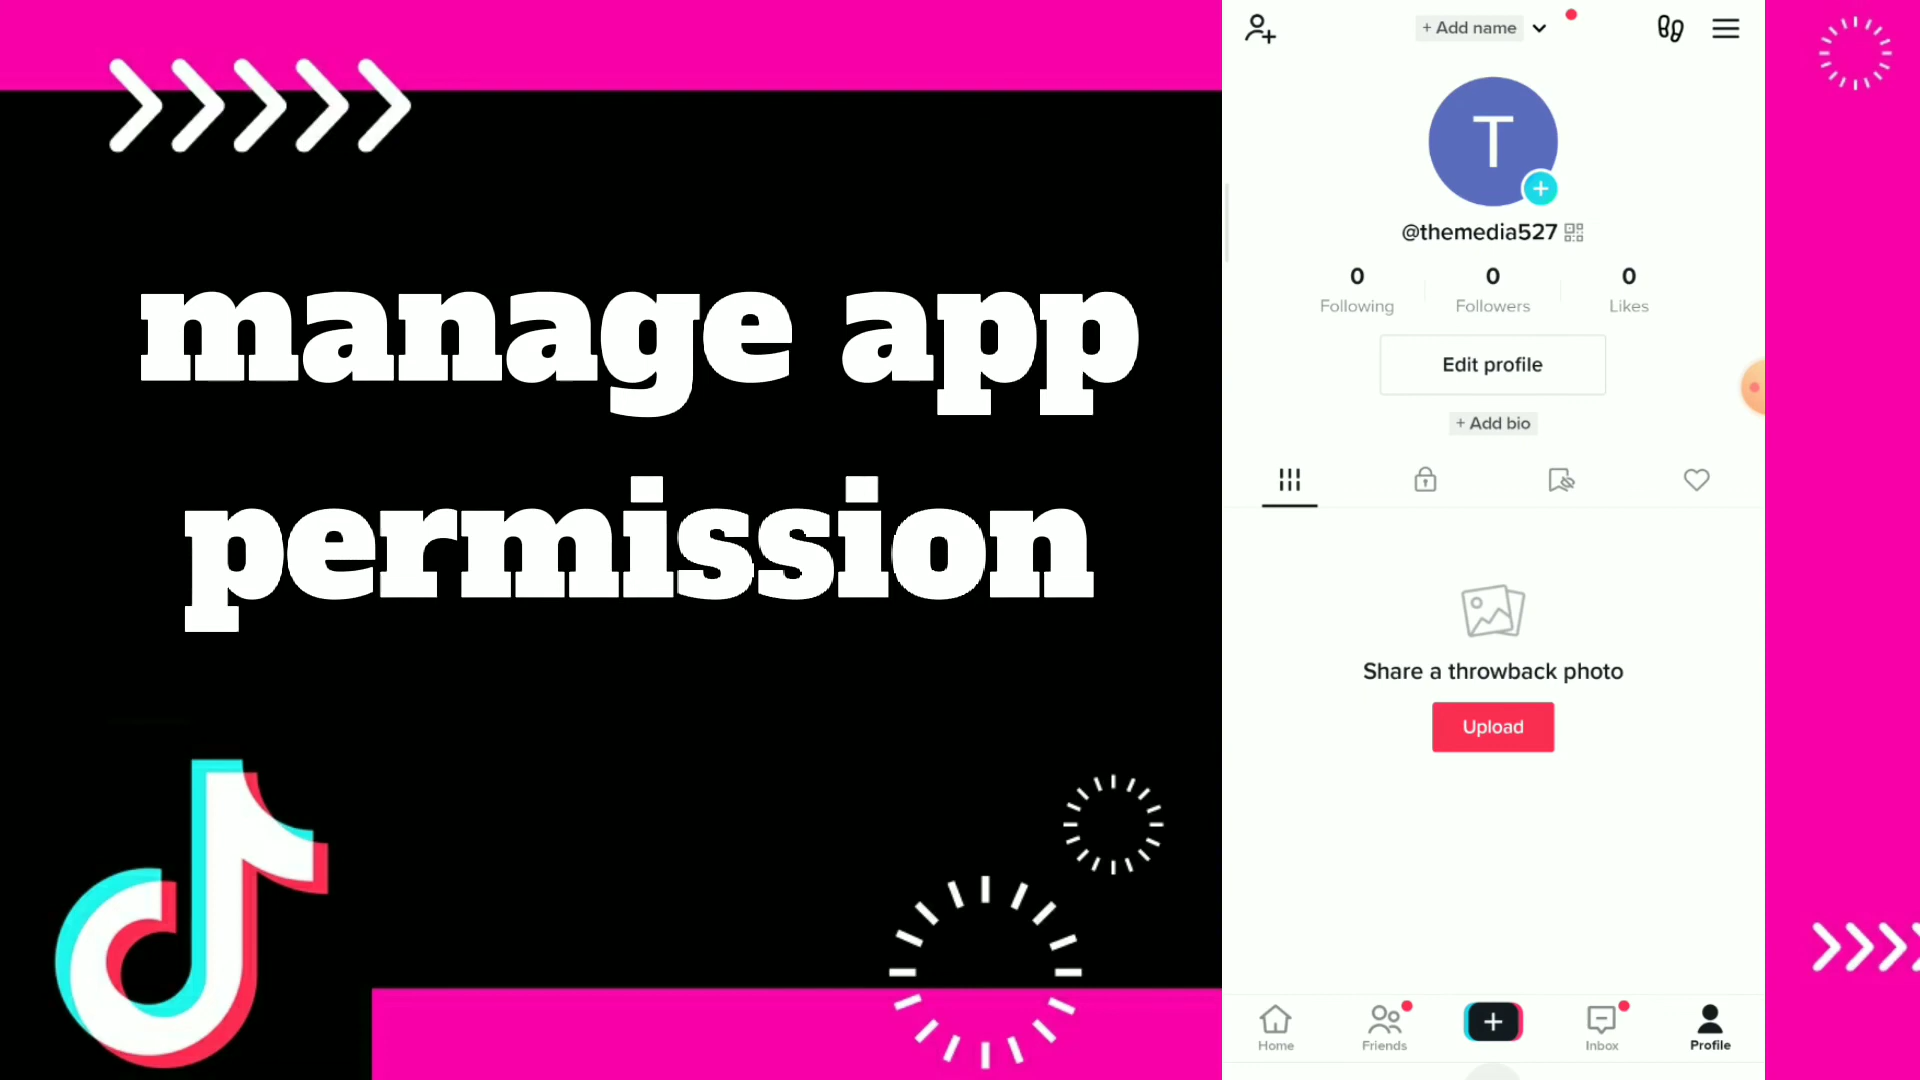 manage app
permission
+ Add name
T
@themedia527
0 0 0
Following Followers Likes
Edit profile
+ Add bio
Share a throwback photo
Upload
Home Friends Inbox Profile